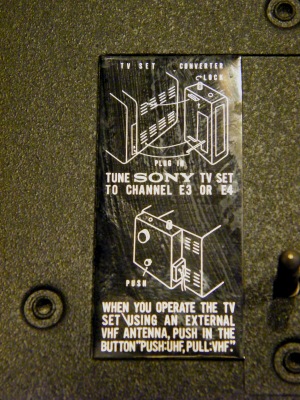 TV SET CONVERTER
LOCK
PLUG IN
TUNE SONY TV SET
TO CHANNEL E3 OR E4
PUSH
WHEN YOU OPERATE THE TV
SET USING AN EXTERNAL
VHF ANTENNA, PUSH IN THE
BUTTON "PUSH:UHF, PULL:VHF."